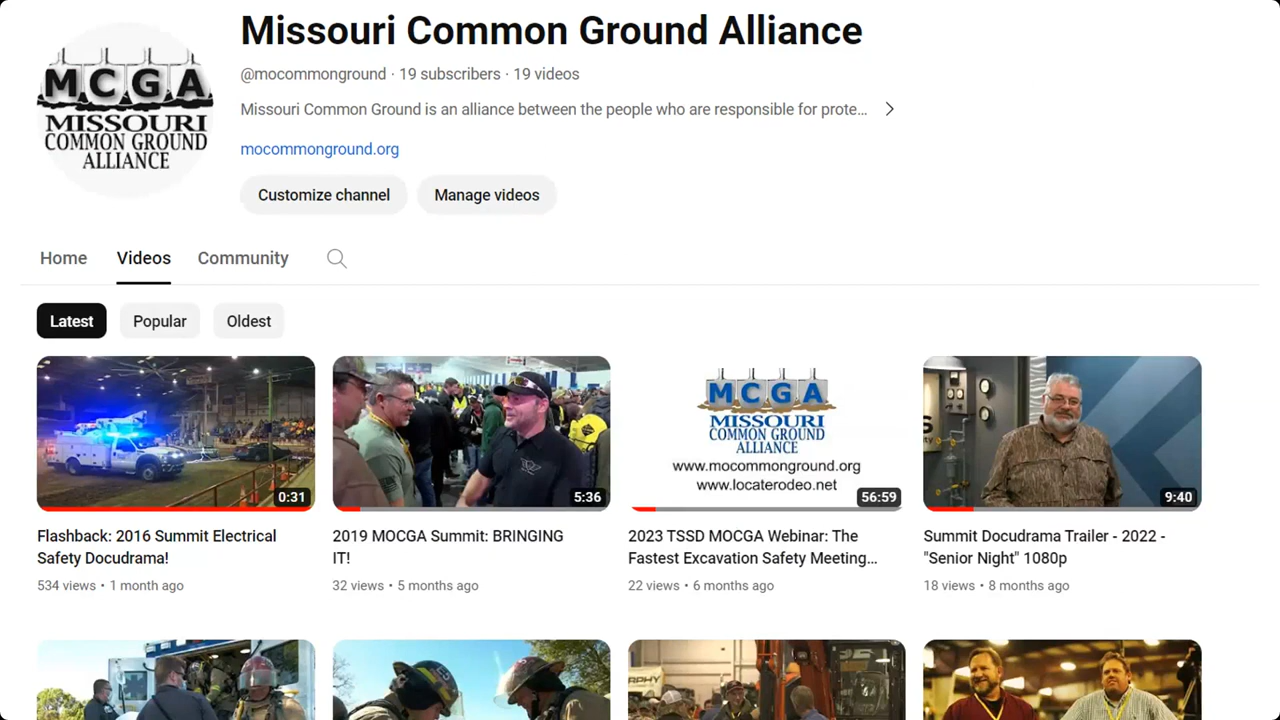 Missouri Common Ground Alliance
@mocommonground · 19 subscribers · 19 videos
Missouri Common Ground is an alliance between the people who are responsible for prote...
mocommonground.org
Customize channel
Manage videos
MCGA
MISSOURI
COMMON GROUND
ALLIANCE
Home
Videos
Community
Latest
Popular
Oldest
0:31
5:36
MCGA
MISSOURI
COMMON GROUND
ALLIANCE
www.mocommonground.org
www.locaterodeo.net
56:59
9:40
Flashback: 2016 Summit Electrical
Safety Docudrama!
534 views • 1 month ago
2019 MOCGA Summit: BRINGING
IT!
32 views • 5 months ago
2023 TSSD MOCGA Webinar: The
Fastest Excavation Safety Meeting...
22 views • 6 months ago
Summit Docudrama Trailer - 2022 -
"Senior Night" 1080p
18 views • 8 months ago